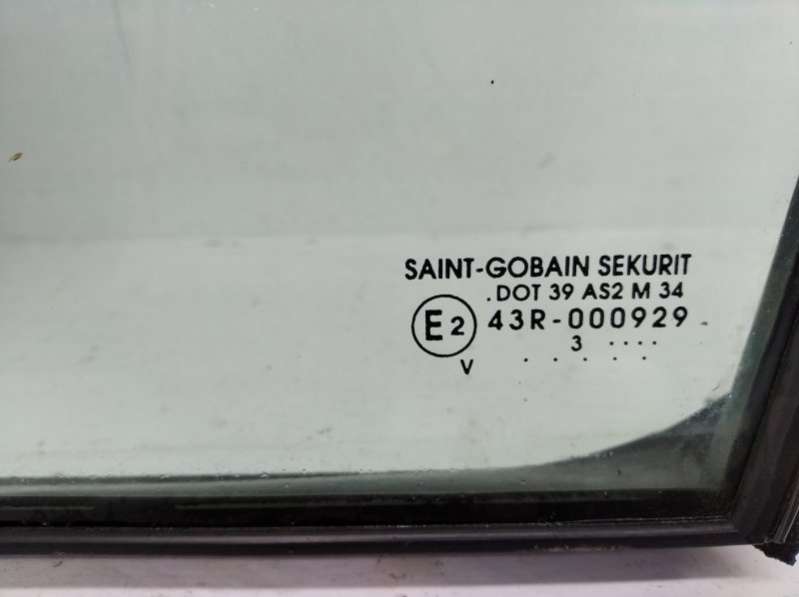 SAINT-GOBAIN SEKURIT
.DOT 39 AS2 M 34
E2 43R-000929
3 ....
V . . . . .